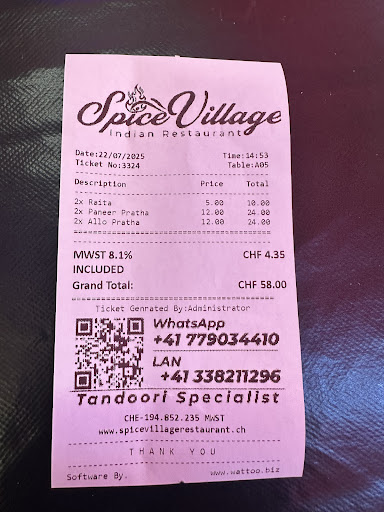 Spice Village
Indian Restaurant
Date:22/07/2025 Time:14:53
Ticket No:3324 Table:A05
Description Price Total
2x Raita 5.00 10.00
2x Paneer Pratha 12.00 24.00
2x Allo Pratha 12.00 24.00
MWST 8.1% CHF 4.35
INCLUDED
Grand Total: CHF 58.00
Ticket Genrated By:Administrator
WhatsApp
+41 779034410
LAN
+41 338211296
Tandoori Specialist
CHE-194.852.235 MwST
www.spicevillagerestaurant.ch
THANK YOU
Software By. www.wattoo.biz